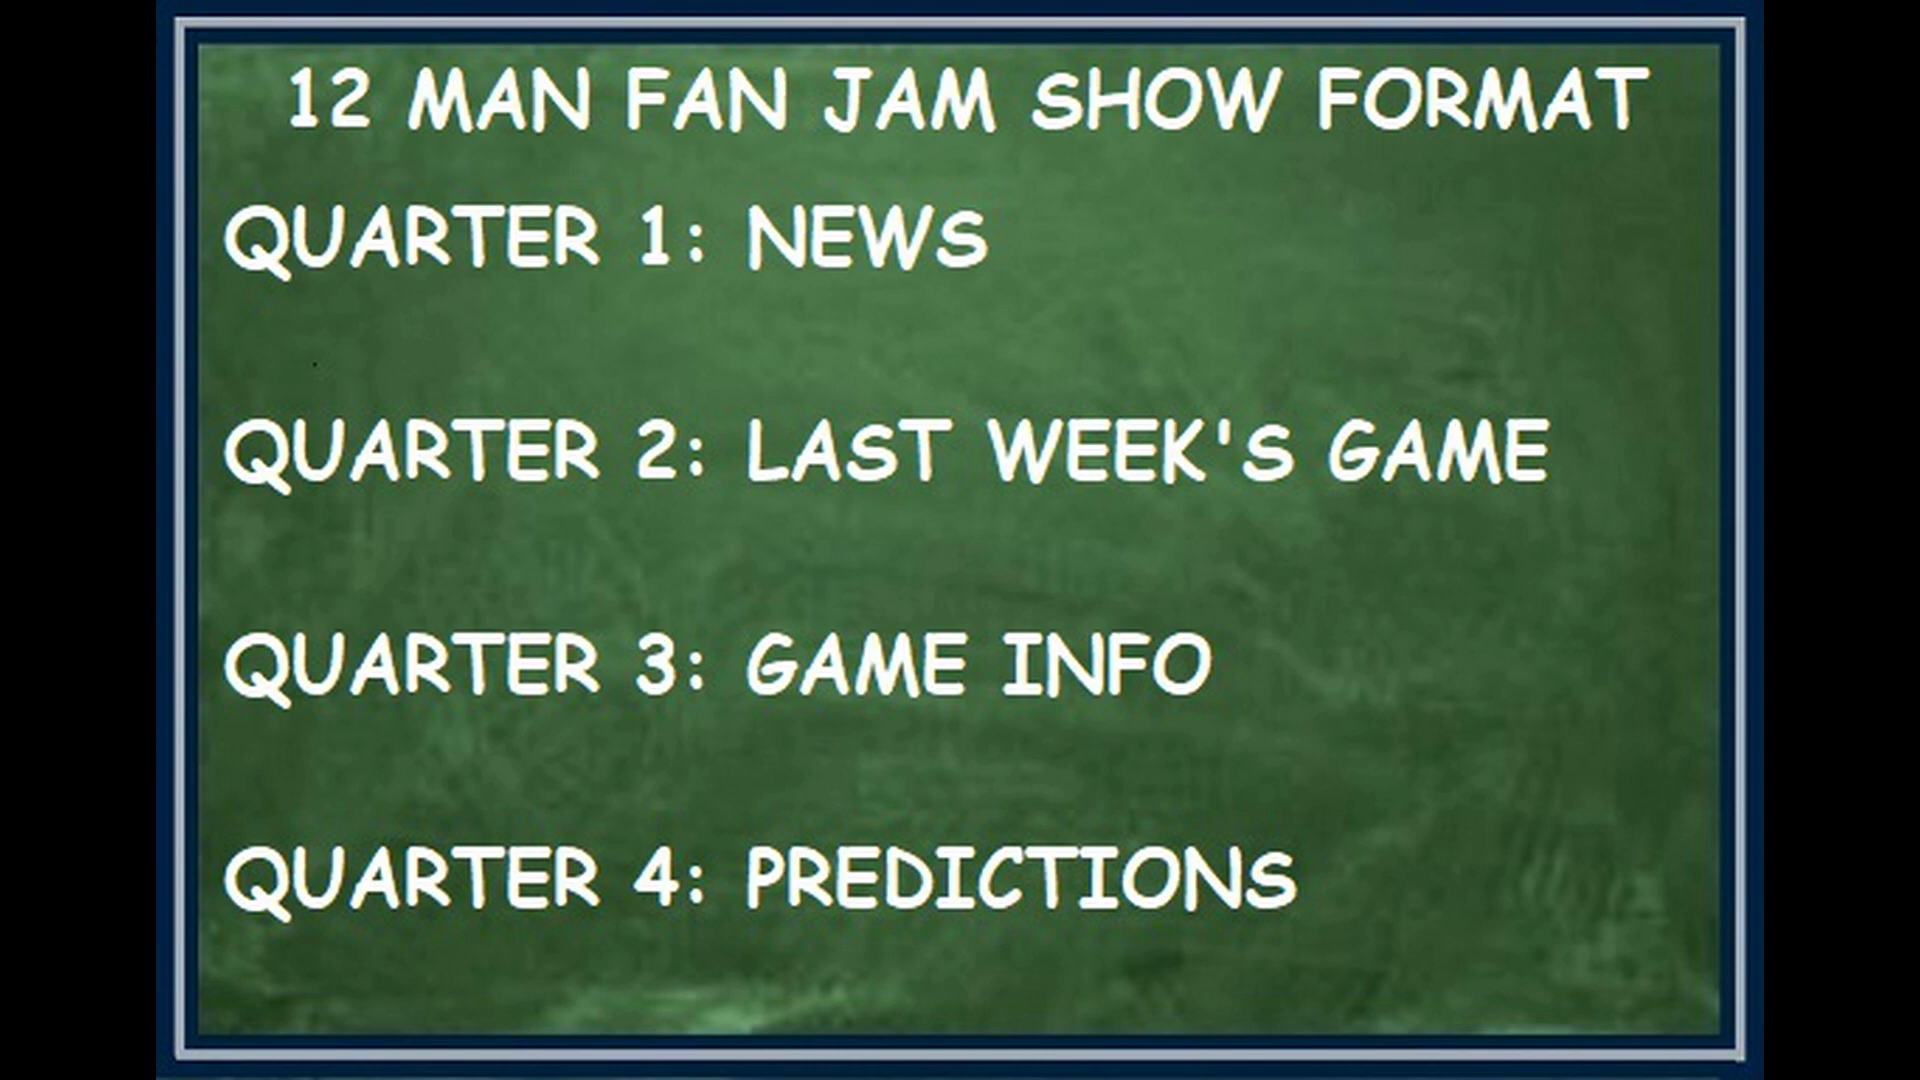 12 MAN FAN JAM SHOW FORMAT
QUARTER 1: NEWS
QUARTER 2: LAST WEEK'S GAME
QUARTER 3: GAME INFO
QUARTER 4: PREDICTIONS